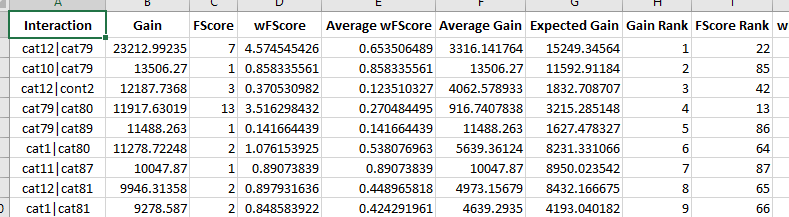 A B C D E F G H I
Interaction Gain FScore wFScore Average wFScore Average Gain Expected Gain Gain Rank FScore Rank w
cat12|cat79 23212.99235 7 4.574545426 0.653506489 3316.141764 15249.34564 1 22
cat10|cat79 13506.27 1 0.858335561 0.858335561 13506.27 11592.91184 2 85
cat12|cont2 12187.7368 3 0.370530982 0.123510327 4062.578933 1832.708707 3 42
cat79|cat80 11917.63019 13 3.516298432 0.270484495 916.7407838 3215.285148 4 13
cat79|cat89 11488.263 1 0.141664439 0.141664439 11488.263 1627.478327 5 86
cat1|cat80 11278.72248 2 1.076153925 0.538076963 5639.36124 8231.331066 6 64
cat11|cat87 10047.87 1 0.89073839 0.89073839 10047.87 8950.023542 7 87
cat12|cat81 9946.31358 2 0.897931636 0.448965818 4973.15679 8432.166675 8 65
cat1|cat81 9278.587 2 0.848583922 0.424291961 4639.2935 4193.040182 9 66